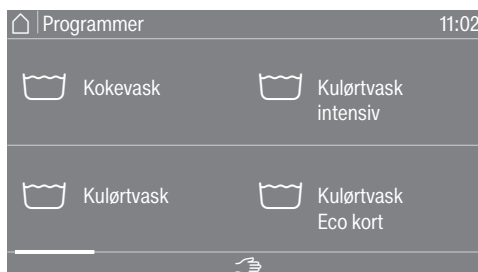 Programmer 11:02
Kokevask
Kulørtvask
intensiv
Kulørtvask
Kulørtvask
Eco kort